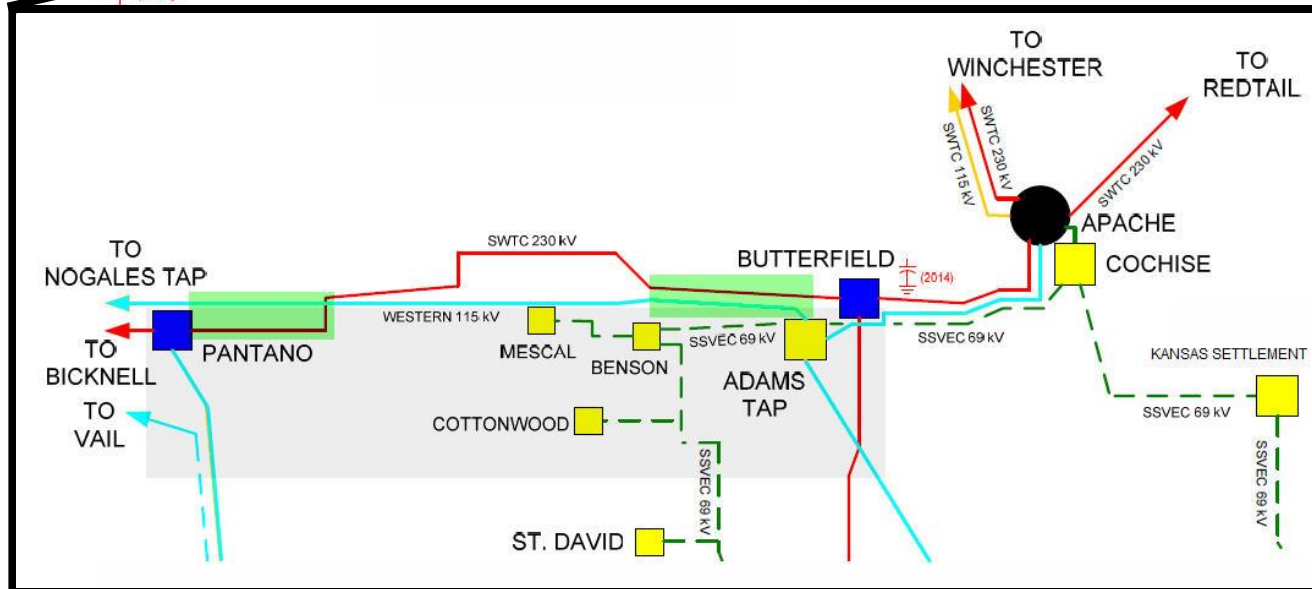 TO
WINCHESTER
TO
REDTAIL
SWTC 115 kV
SWTC 230 kV
SWTC 230 kV
APACHE
COCHISE
TO
NOGALES TAP
SWTC 230 kV
BUTTERFIELD
(2014)
WESTERN 115 kV
PANTANO
TO
BICKNELL
MESCAL
BENSON
SSVEC 69 kV
SSVEC 69 kV
ADAMS
TAP
KANSAS SETTLEMENT
SSVEC 69 kV
TO
VAIL
COTTONWOOD
SSVEC 69 kV
SSVEC 69 kV
ST. DAVID